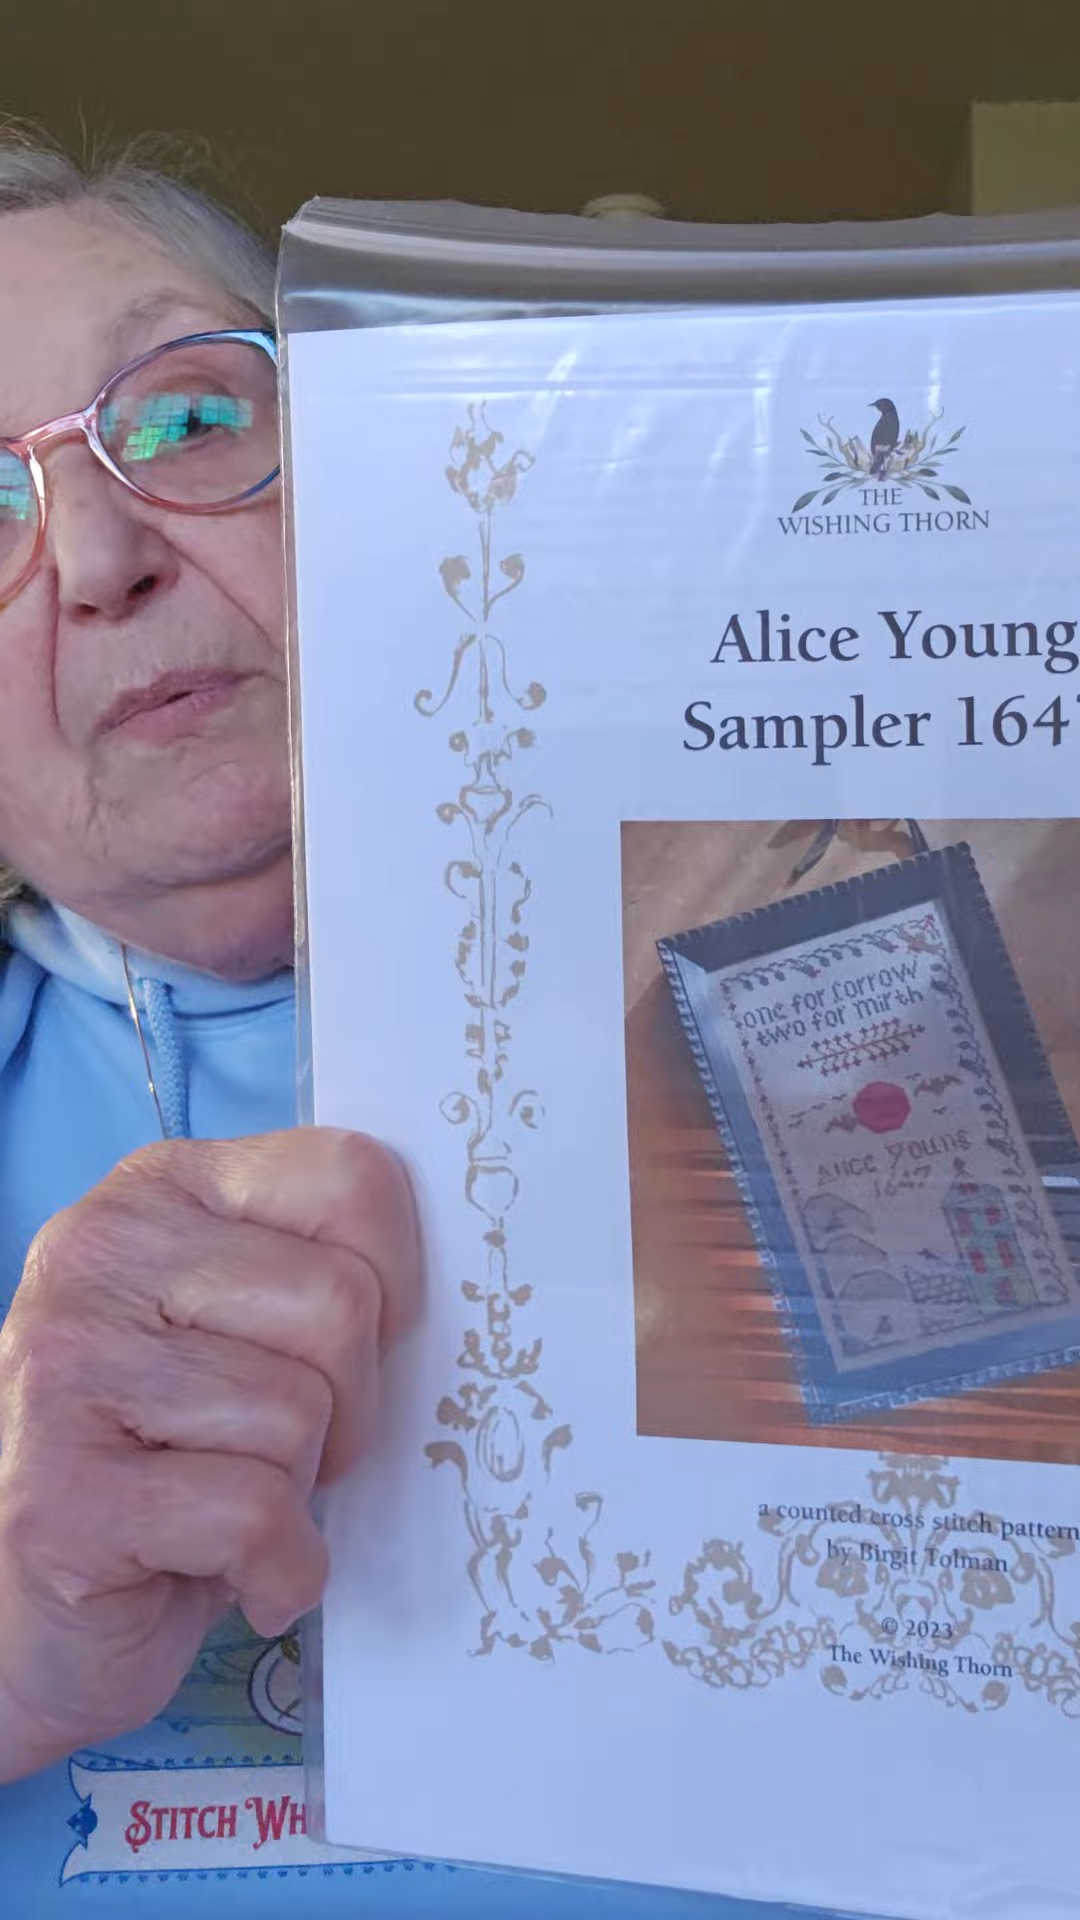 THE
WISHING THORN
Alice Young
Sampler 1647
one for sorrow
two for mirth
ALICE YOUNG
1647
a counted cross stitch pattern
by Birgit Tolman
© 2023
The Wishing Thorn
STITCH WH